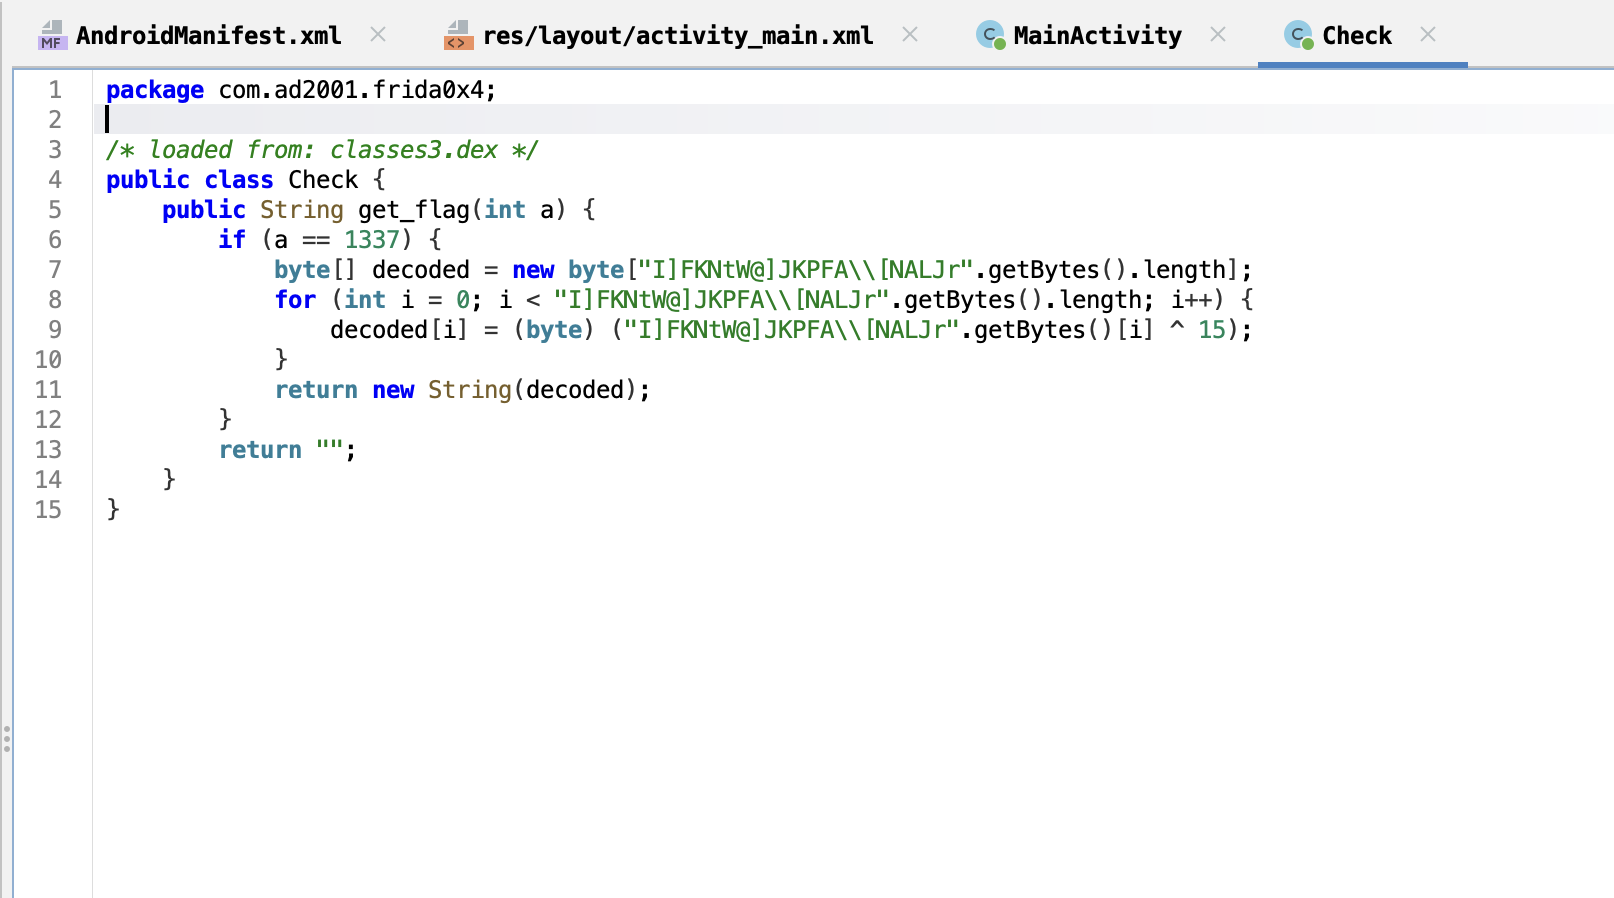 MF AndroidManifest.xml × <> res/layout/activity_main.xml × C MainActivity × C Check ×
1 package com.ad2001.frida0x4;
2
3 /* loaded from: classes3.dex */
4 public class Check {
5 public String get_flag(int a) {
6 if (a == 1337) {
7 byte[] decoded = new byte["I]FKNtW@]JKPFA\\[NALJr".getBytes().length];
8 for (int i = 0; i < "I]FKNtW@]JKPFA\\[NALJr".getBytes().length; i++) {
9 decoded[i] = (byte) ("I]FKNtW@]JKPFA\\[NALJr".getBytes()[i] ^ 15);
10 }
11 return new String(decoded);
12 }
13 return "";
14 }
15 }